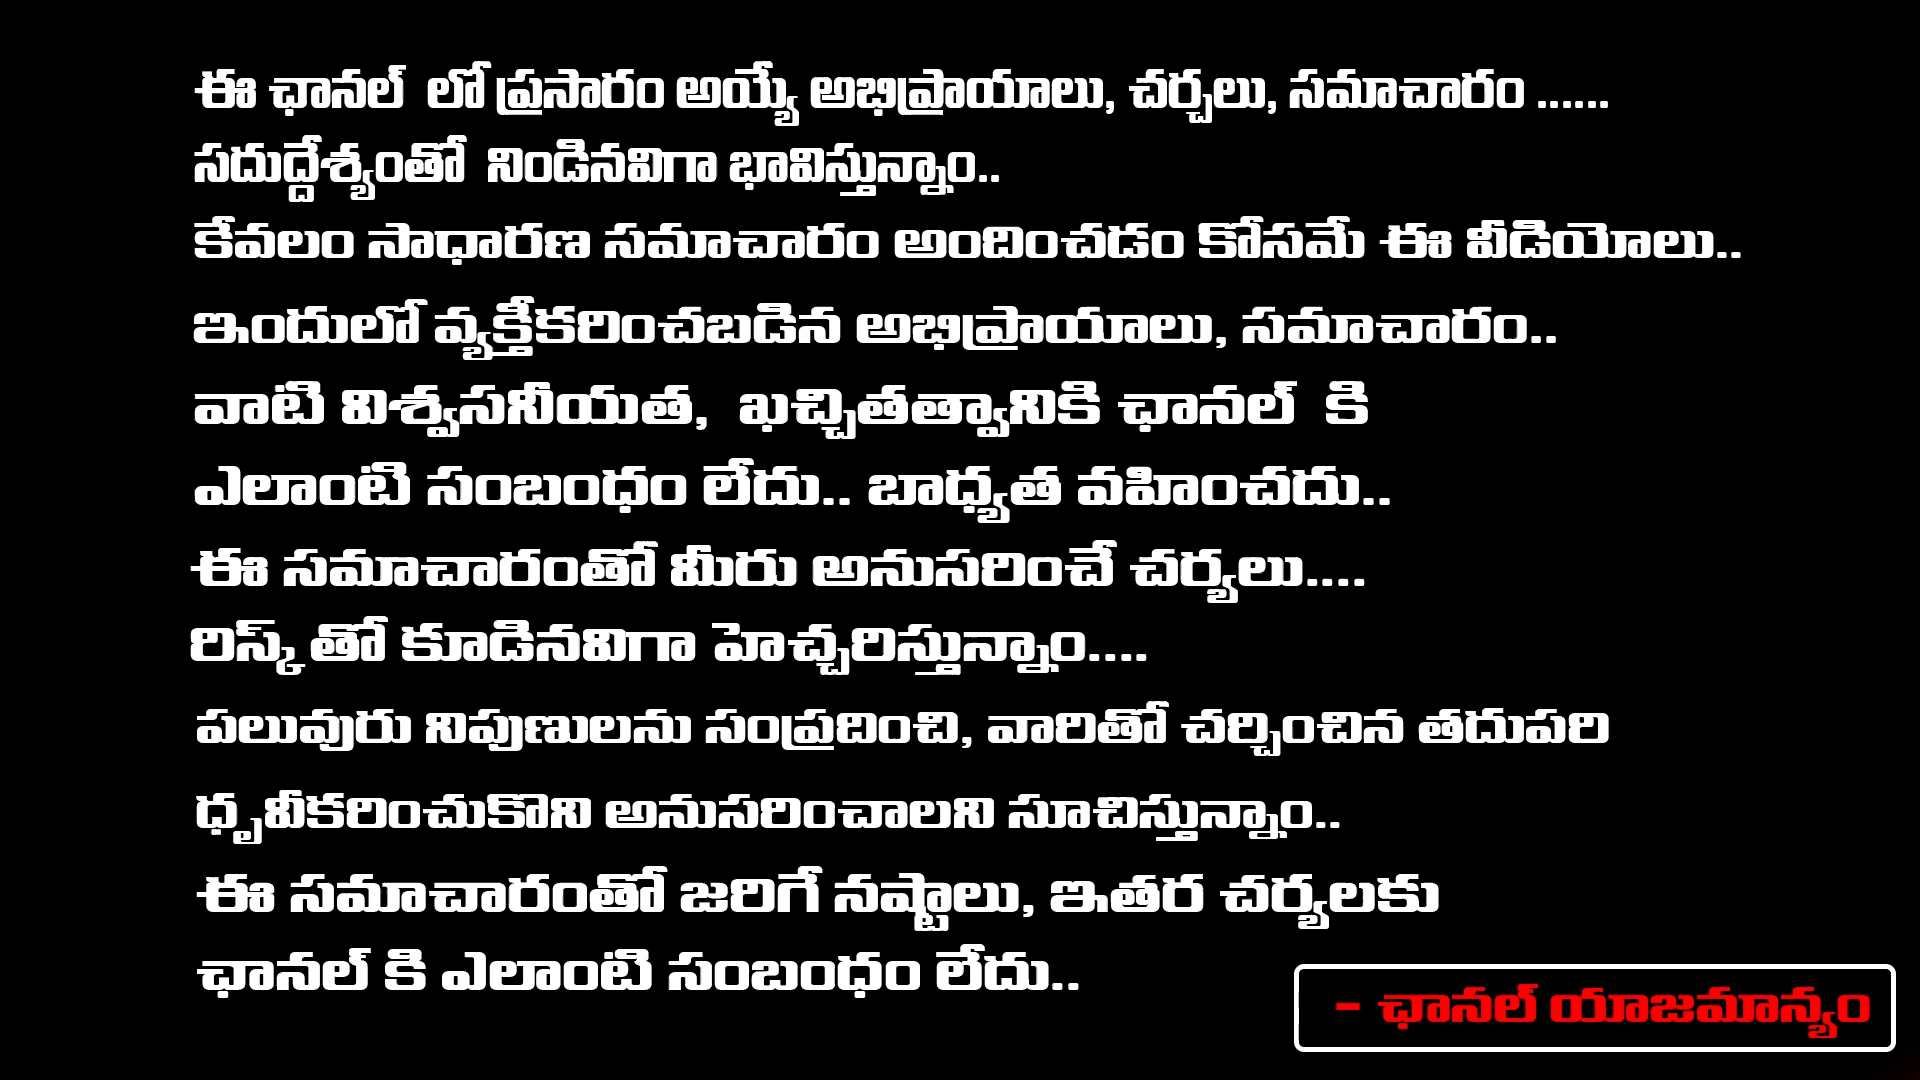 ఈ ఛానల్ లో ప్రసారం అయ్యే అభిప్రాయాలు, చర్చలు, సమాచారం ......
సదుద్దేశ్యంతో నిండినవిగా భావిస్తున్నాం..
కేవలం సాధారణ సమాచారం అందించడం కోసమే ఈ వీడియోలు..
ఇందులో వ్యక్తీకరించబడిన అభిప్రాయాలు, సమాచారం..
వాటి విశ్వసనీయత, ఖచ్చితత్వానికి ఛానల్ కి
ఎలాంటి సంబంధం లేదు.. బాధ్యత వహించదు..
ఈ సమాచారంతో మీరు అనుసరించే చర్యలు....
రిస్క్ తో కూడినవిగా హెచ్చరిస్తున్నాం....
పలువురు నిపుణులను సంప్రదించి, వారితో చర్చించిన తదుపరి
ధృవీకరించుకొని అనుసరించాలని సూచిస్తున్నాం..
ఈ సమాచారంతో జరిగే నష్టాలు, ఇతర చర్యలకు
ఛానల్ కి ఎలాంటి సంబంధం లేదు..
- ఛానల్ యాజమాన్యం